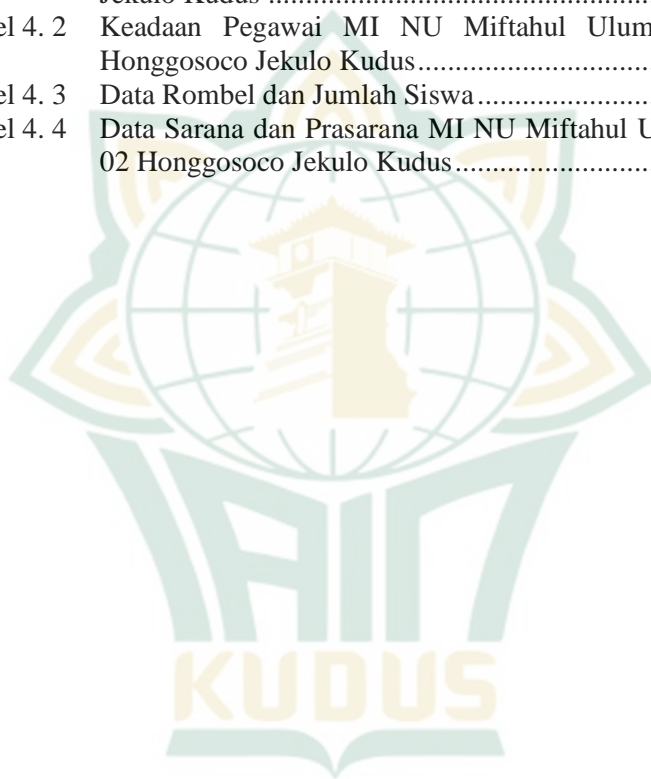 Jekulo Kudus ..........................................................
el 4. 2 Keadaan Pegawai MI NU Miftahul Ulum
Honggosoco Jekulo Kudus................................
el 4. 3 Data Rombel dan Jumlah Siswa........................
el 4. 4 Data Sarana dan Prasarana MI NU Miftahul U
02 Honggosoco Jekulo Kudus...........................
IAIN
KUDUS